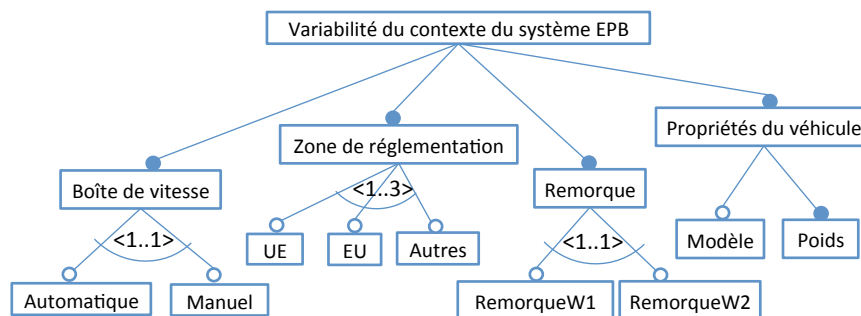 Variabilité du contexte du système EPB
Propriétés du véhicule
Zone de réglementation
Boîte de vitesse
Remorque
<1..3>
<1..1>
<1..1>
UE
EU
Autres
Modèle
Poids
Automatique
Manuel
RemorqueW1
RemorqueW2